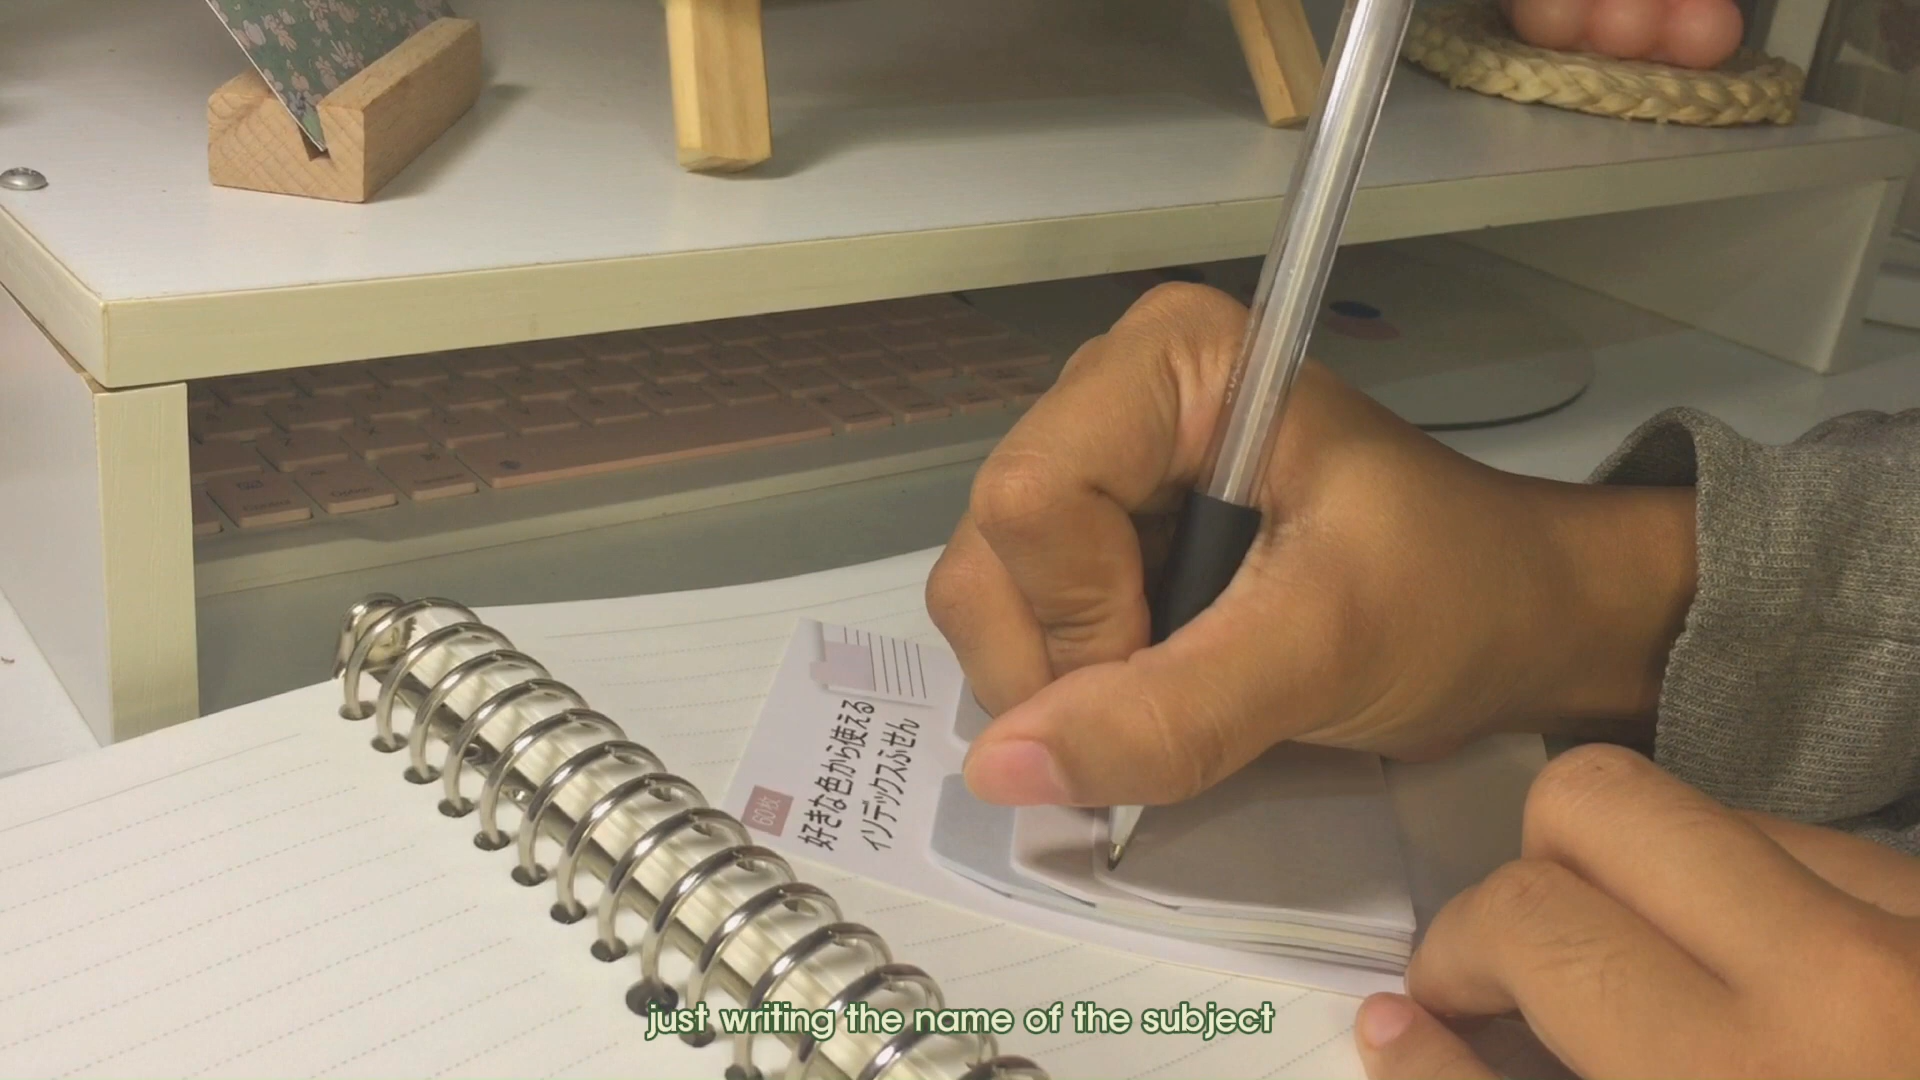 60枚
好きな色から使える
インデックスふせん
option
just writing the name of the subject